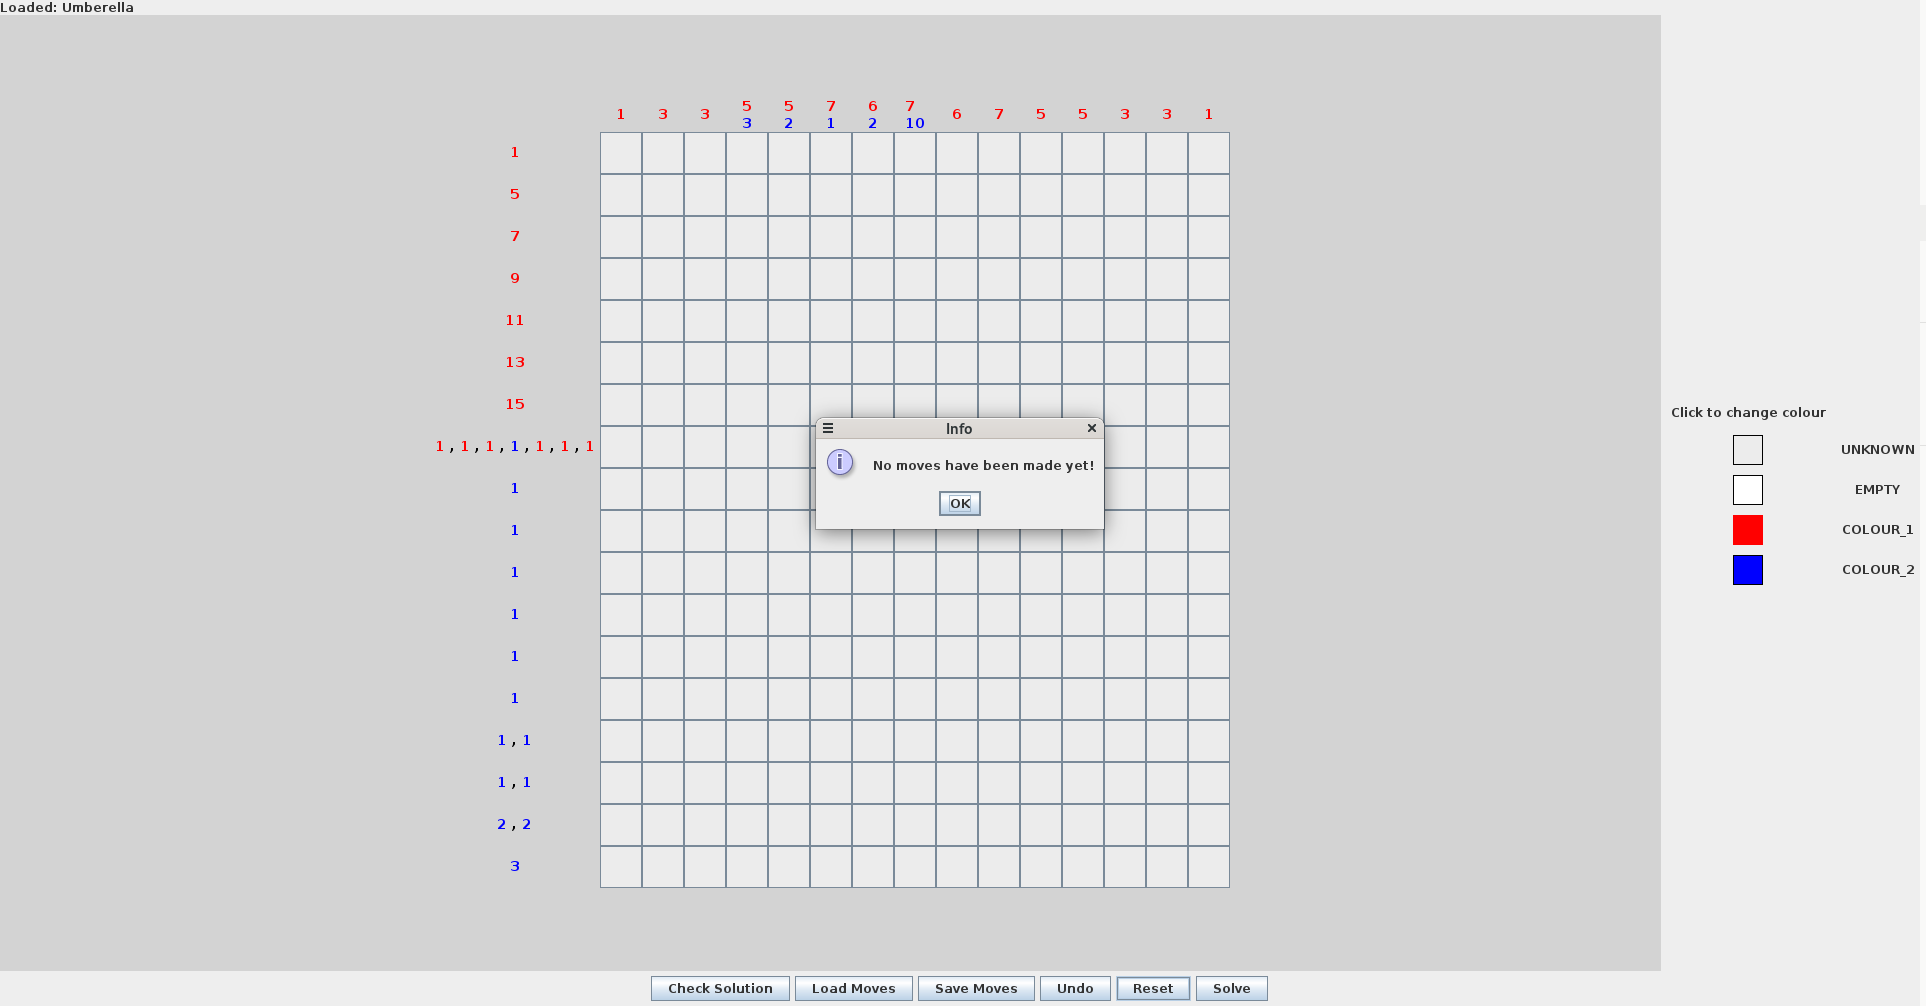 Loaded: Umberella
5 5 7 6 7
1 3 3 3 2 1 2 10 6 7 5 5 3 3 1
1
5
7
9
11
13
15
1 , 1 , 1 , 1 , 1 , 1 , 1
1
1
1
1
1
1
1 , 1
1 , 1
2 , 2
3
Info
No moves have been made yet!
OK
Click to change colour
UNKNOWN
EMPTY
COLOUR_1
COLOUR_2
Check Solution Load Moves Save Moves Undo Reset Solve